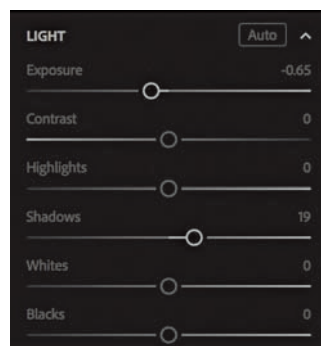 LIGHT Auto
Exposure -0.65
Contrast 0
Highlights 0
Shadows 19
Whites 0
Blacks 0